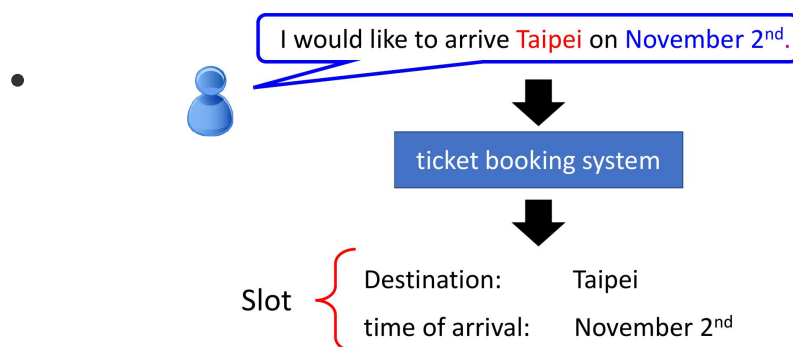 I would like to arrive Taipei on November 2nd.
ticket booking system
Slot
Destination: Taipei
time of arrival: November 2nd